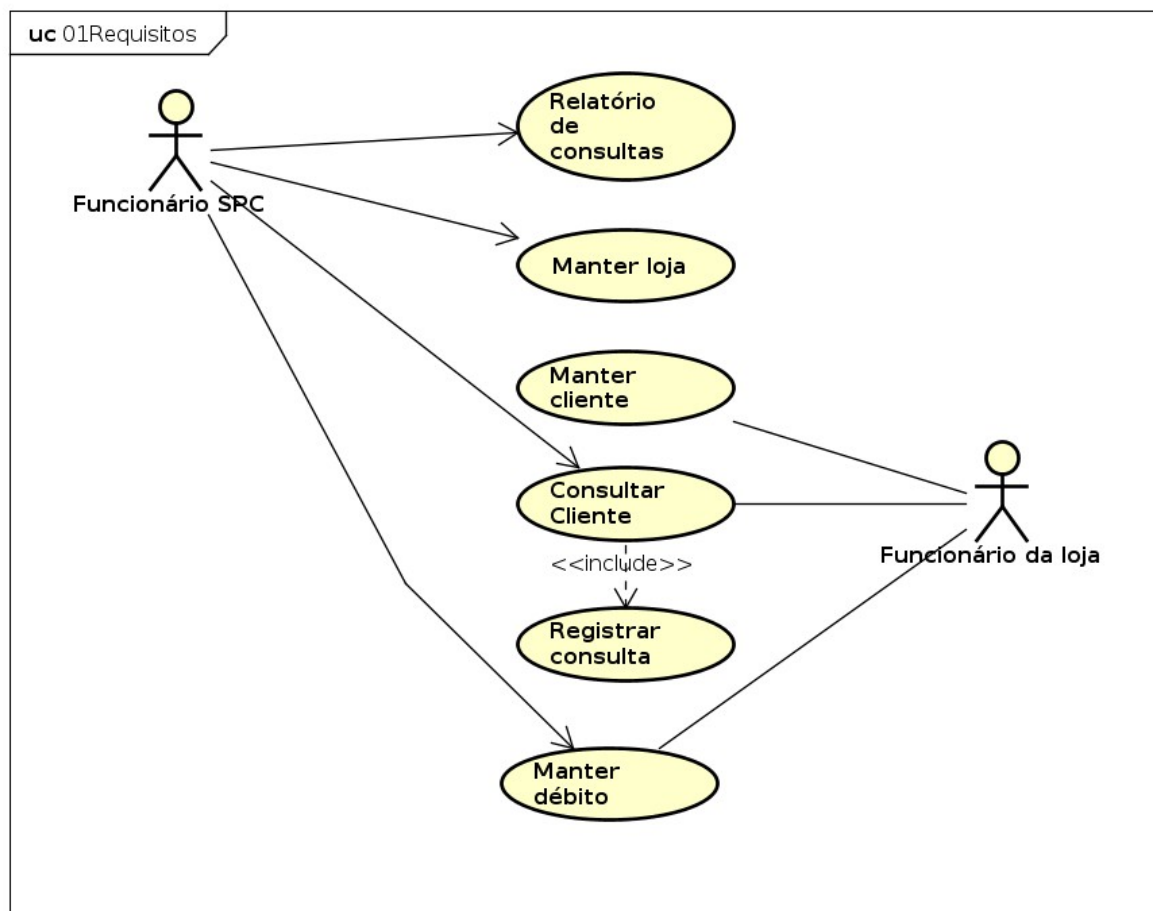 uc 01Requisitos
Relatório
de
consultas
Funcionário SPC
Manter loja
Manter
cliente
Consultar
Cliente
Funcionário da loja
<<include>>
Registrar
consulta
Manter
débito